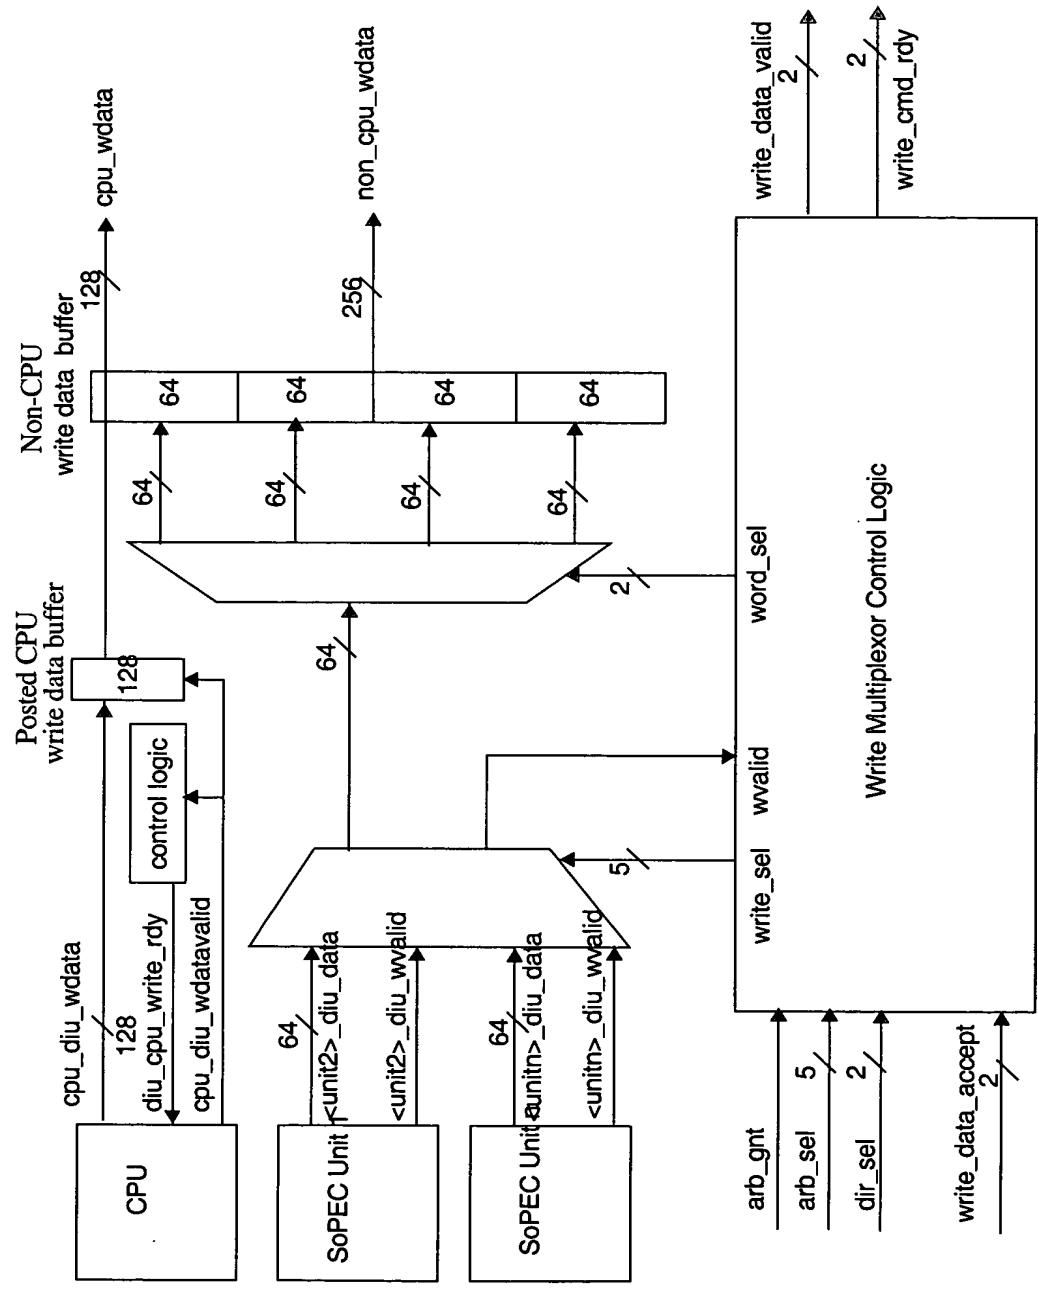 CPU
SoPEC Unit 1
SoPEC Unit n
cpu_diu_wdata
128
diu_cpu_write_rdy
cpu_diu_wdatavalid
control logic
Posted CPU
write data buffer
128
Non-CPU
write data buffer
128
cpu_wdata
64
<unit2>_diu_data
<unit2>_diu_wvalid
64
<unitn>_diu_data
<unitn>_diu_wvalid
64
64
64
64
64
64
64
64
64
256
non_cpu_wdata
5
write_sel
wvalid
2
word_sel
Write Multiplexor Control Logic
arb_gnt
arb_sel
5
dir_sel
2
write_data_accept
2
write_data_valid
2
2
write_cmd_rdy